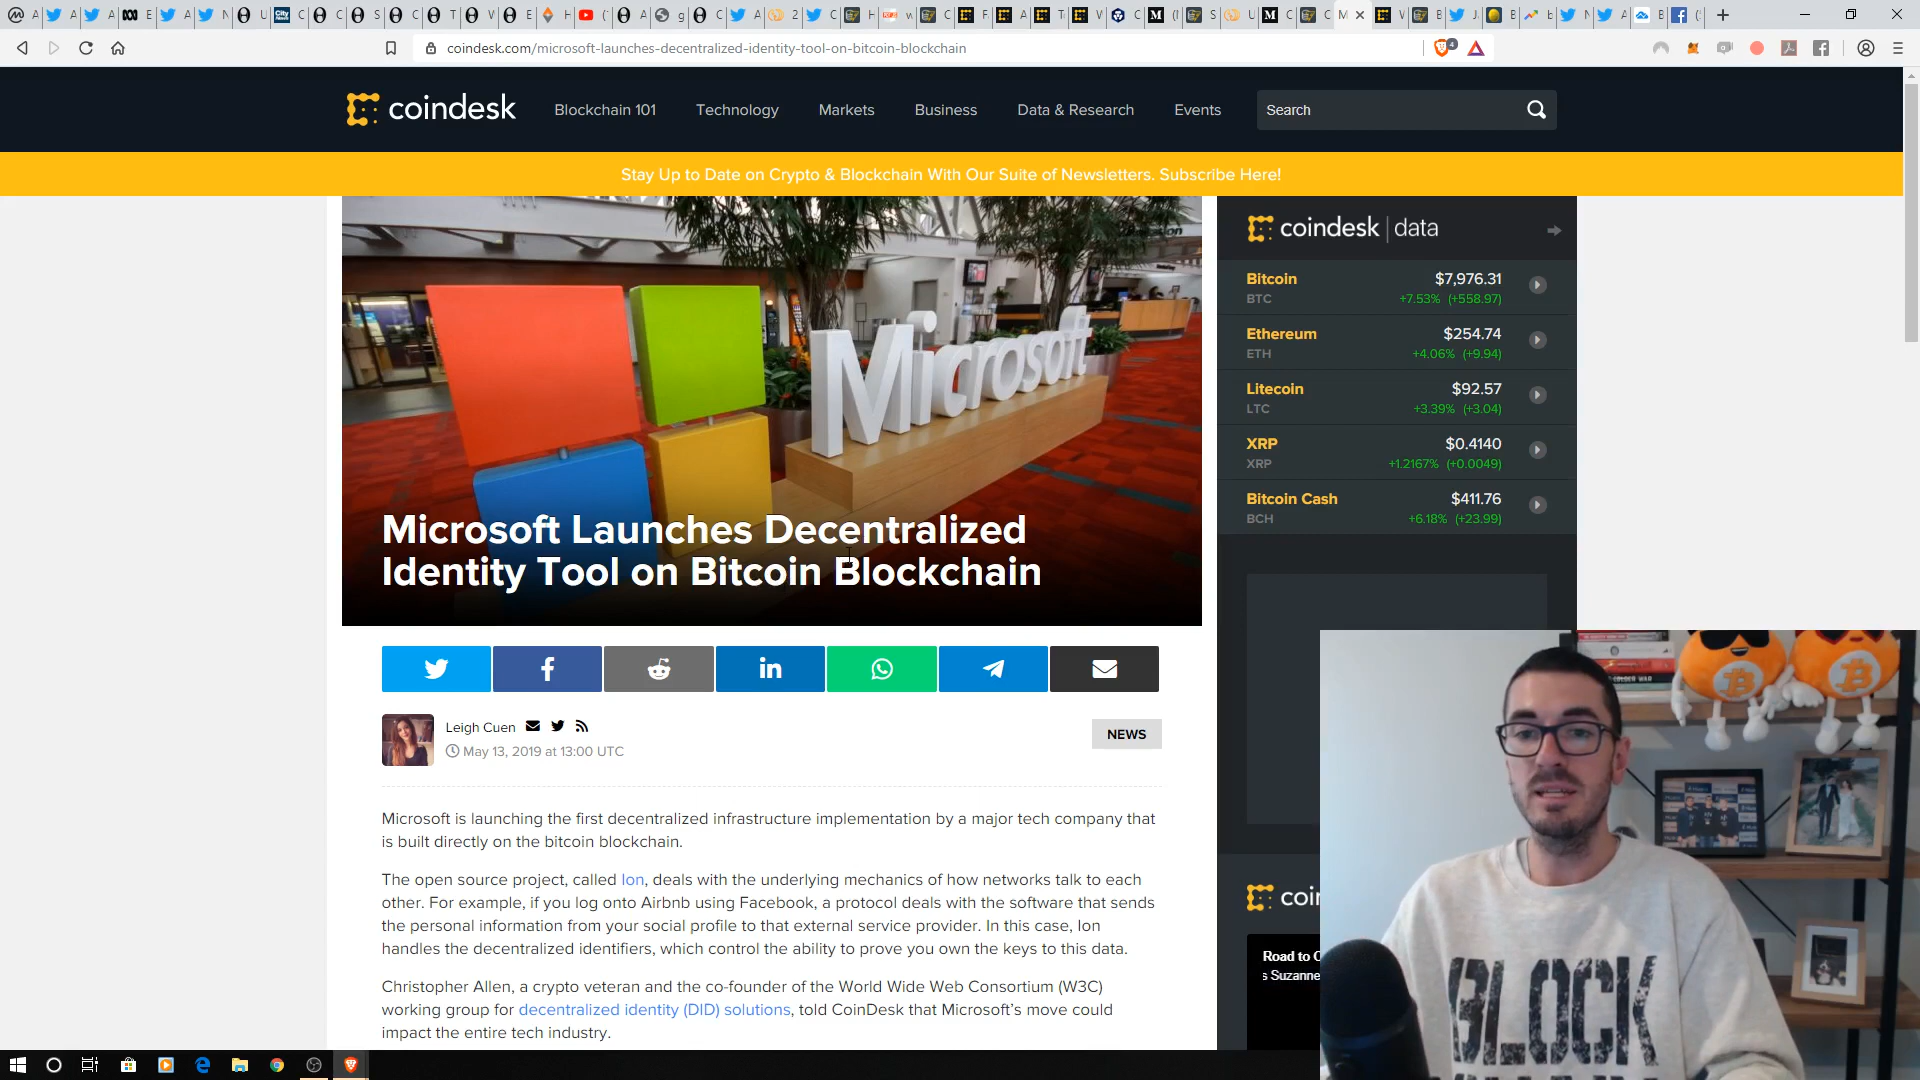 coindesk.com/microsoft-launches-decentralized-identity-tool-on-bitcoin-blockchain
4
coindesk
Blockchain 101
Technology
Markets
Business
Data & Research
Events
Search
Stay Up to Date on Crypto & Blockchain With Our Suite of Newsletters. Subscribe Here!
Microsoft
Microsoft Launches Decentralized
Identity Tool on Bitcoin Blockchain
coindesk | data
Bitcoin $7,976.31
BTC +7.53% (+558.97)
Ethereum $254.74
ETH +4.06% (+9.94)
Litecoin $92.57
LTC +3.39% (+3.04)
XRP $0.4140
XRP +1.2167% (+0.0049)
Bitcoin Cash $411.76
BCH +6.18% (+23.99)
Leigh Cuen
May 13, 2019 at 13:00 UTC
NEWS
Microsoft is launching the first decentralized infrastructure implementation by a major tech company that
is built directly on the bitcoin blockchain.
The open source project, called Ion, deals with the underlying mechanics of how networks talk to each
other. For example, if you log onto Airbnb using Facebook, a protocol deals with the software that sends
the personal information from your social profile to that external service provider. In this case, Ion
handles the decentralized identifiers, which control the ability to prove you own the keys to this data.
Christopher Allen, a crypto veteran and the co-founder of the World Wide Web Consortium (W3C)
working group for decentralized identity (DID) solutions, told CoinDesk that Microsoft's move could
impact the entire tech industry.
coin
Road to C
s Suzanne
BLOCK